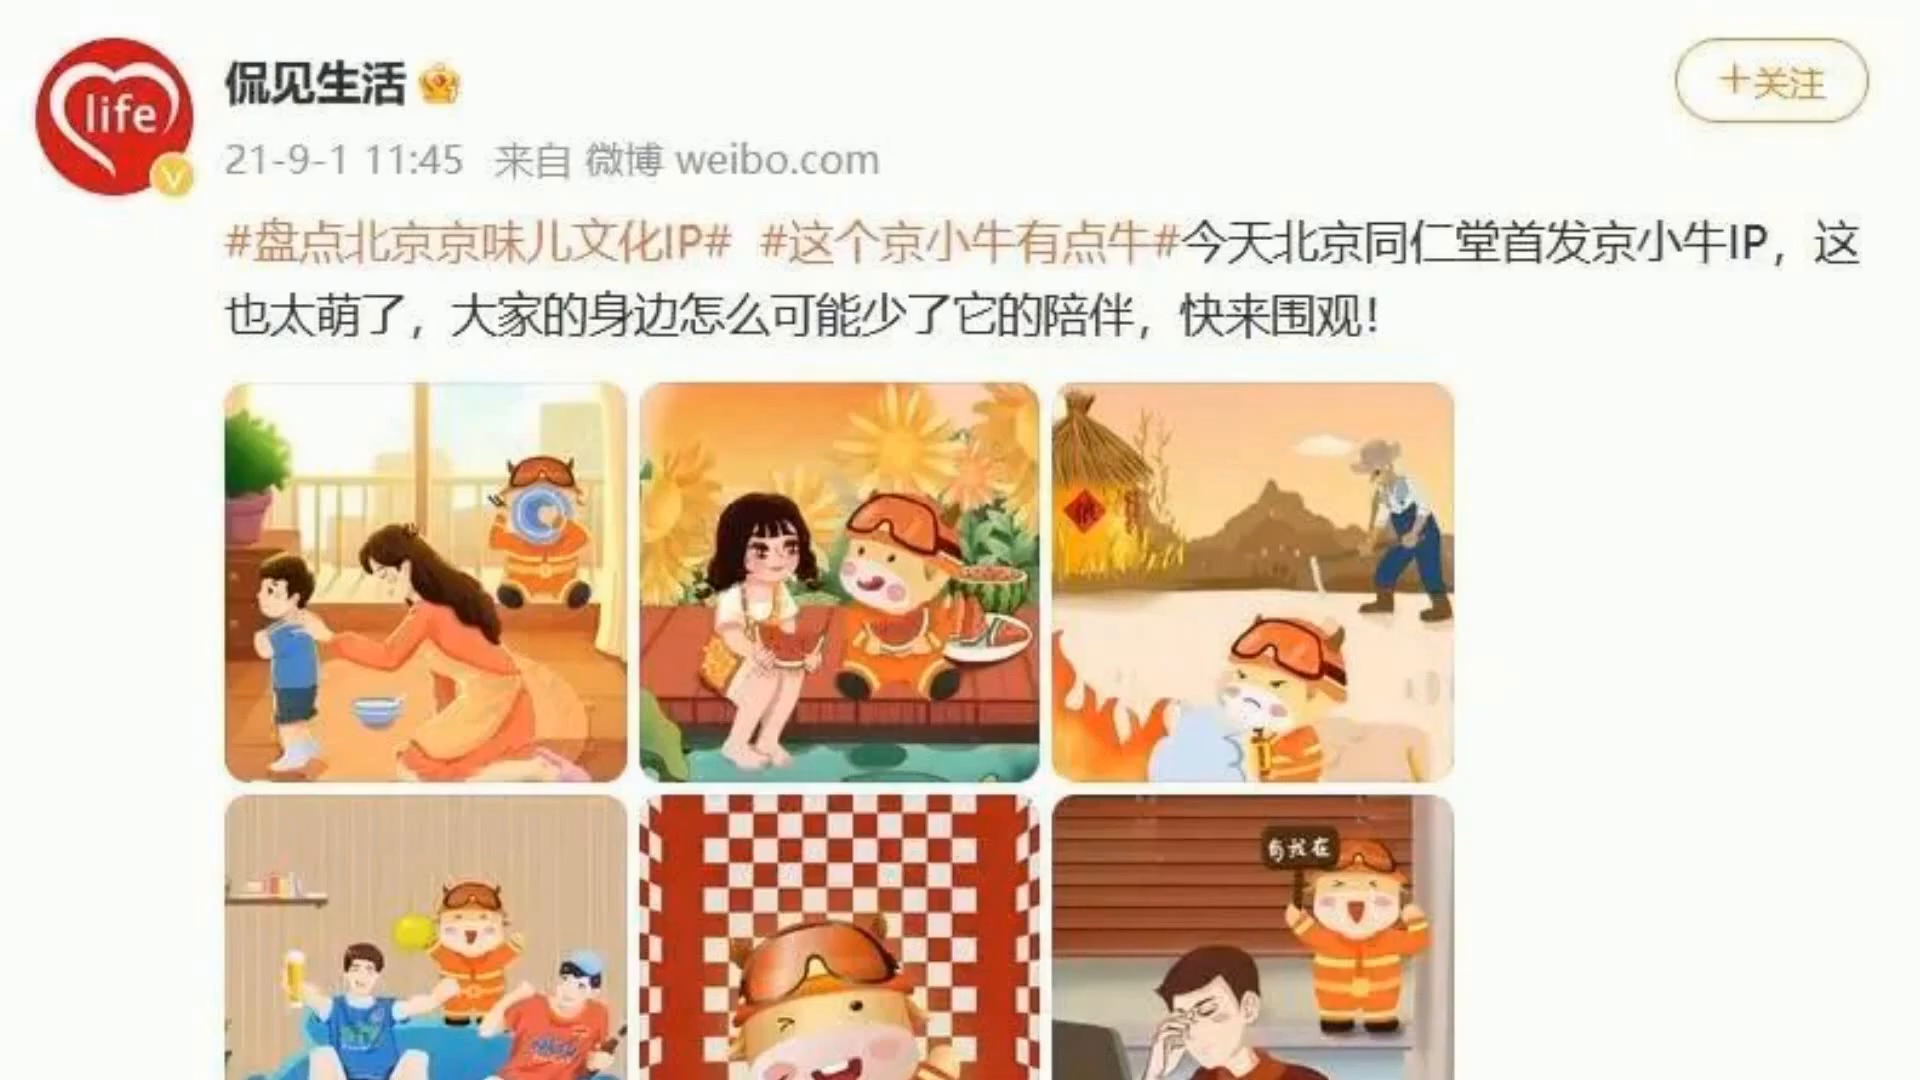 life
侃见生活
+关注
21-9-1 11:45 来自 微博 weibo.com
#盘点北京京味儿文化IP# #这个京小牛有点牛#今天北京同仁堂首发京小牛IP，这
也太萌了，大家的身边怎么可能少了它的陪伴，快来围观！
有我在